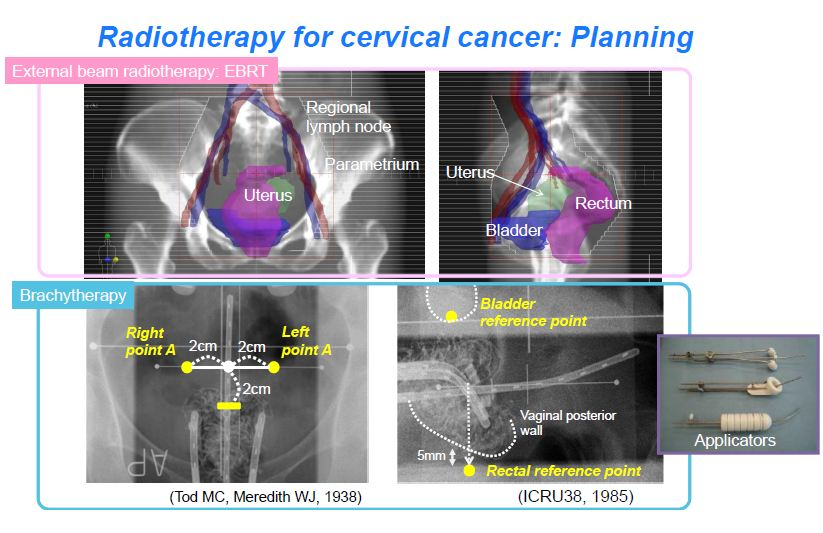 Radiotherapy for cervical cancer: Planning
External beam radiotherapy: EBRT
Regional
lymph node
Parametrium
Uterus
Uterus
Rectum
Bladder
Brachytherapy
Right
point A
2cm
2cm
Left
point A
2cm
AP
(Tod MC, Meredith WJ, 1938)
Bladder
reference point
Vaginal posterior
wall
5mm
Rectal reference point
(ICRU38, 1985)
Applicators